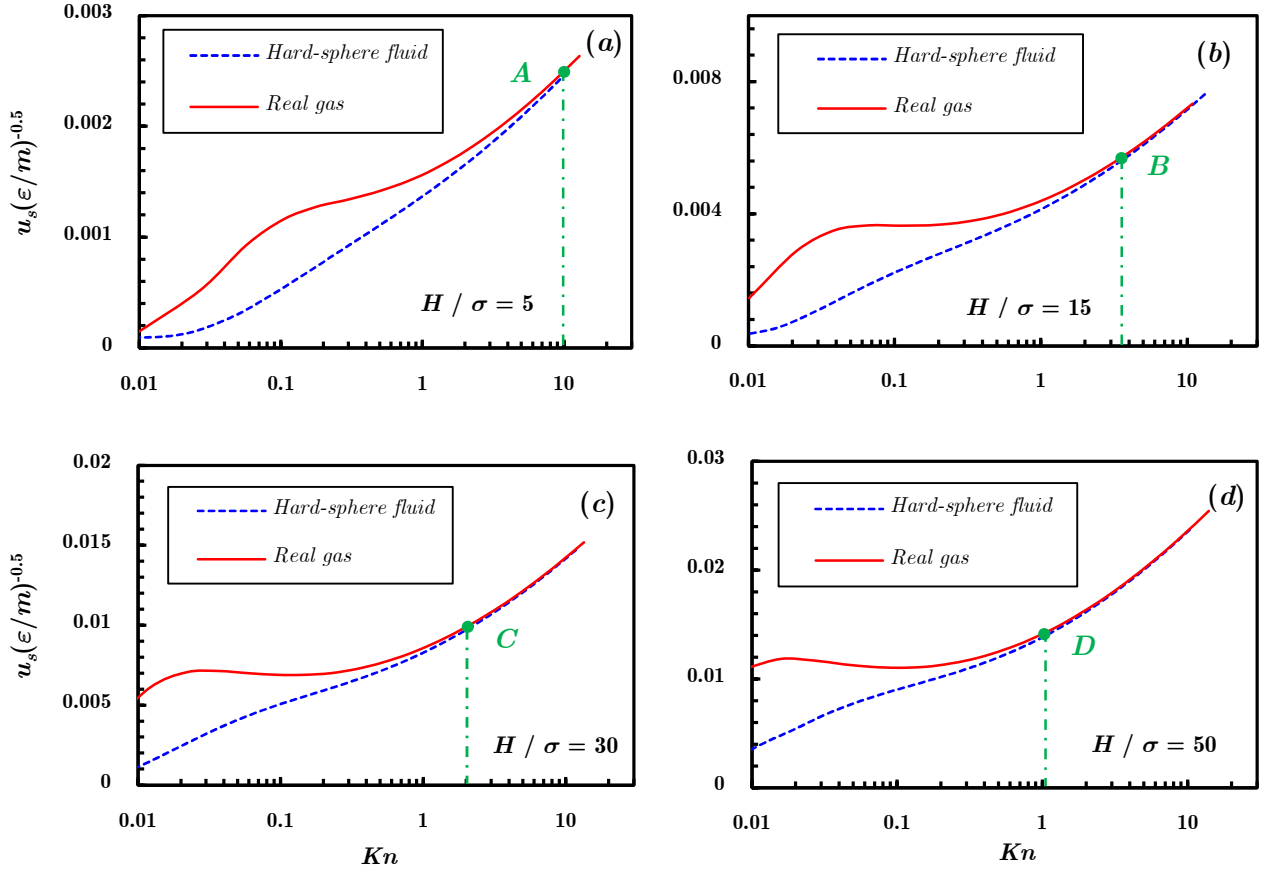 0.003
(a)
Hard-sphere fluid
Real gas
A
0.002
0.001
0
u_s(ε/m)^-0.5
H / σ = 5
0.01
0.1
1
10
(b)
Hard-sphere fluid
Real gas
B
0.008
0.004
0
H / σ = 15
0.01
0.1
1
10
0.02
(c)
Hard-sphere fluid
Real gas
C
0.015
0.01
0.005
0
u_s(ε/m)^-0.5
H / σ = 30
0.01
0.1
1
10
Kn
0.03
(d)
Hard-sphere fluid
Real gas
D
0.02
0.01
0.00
H / σ = 50
0.01
0.1
1
10
Kn